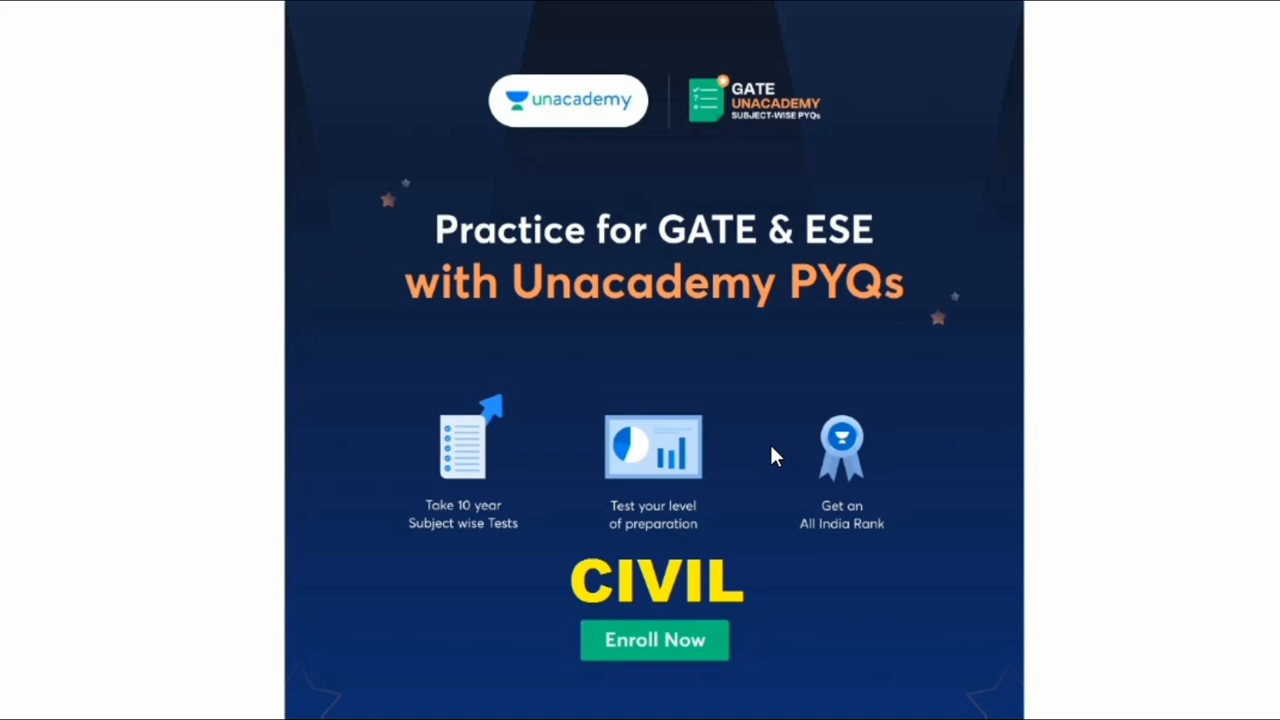 unacademy
GATE
UNACADEMY
SUBJECT-WISE PYQs
Practice for GATE & ESE
with Unacademy PYQs
Take 10 year
Subject wise Tests
Test your level
of preparation
Get an
All India Rank
CIVIL
Enroll Now